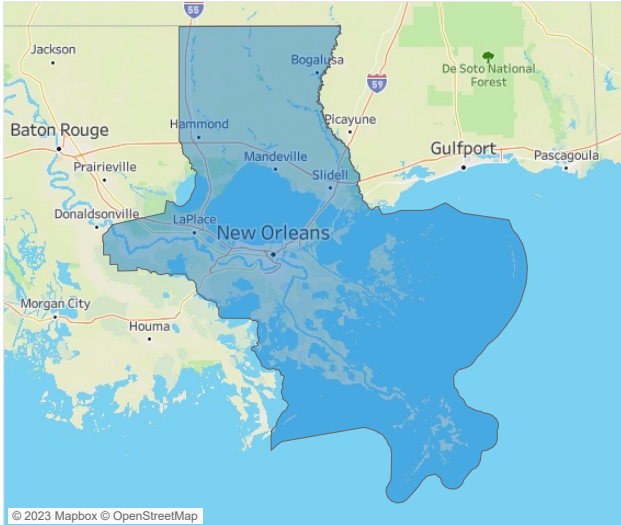 55
Jackson
Bogalusa
De Soto National
Forest
59
Picayune
Hammond
Baton Rouge
Gulfport
Mandeville
Pascagoula
Prairieville
Slidell
Donaldsonville
LaPlace
New Orleans
Morgan City
Houma
© 2023 Mapbox © OpenStreetMap